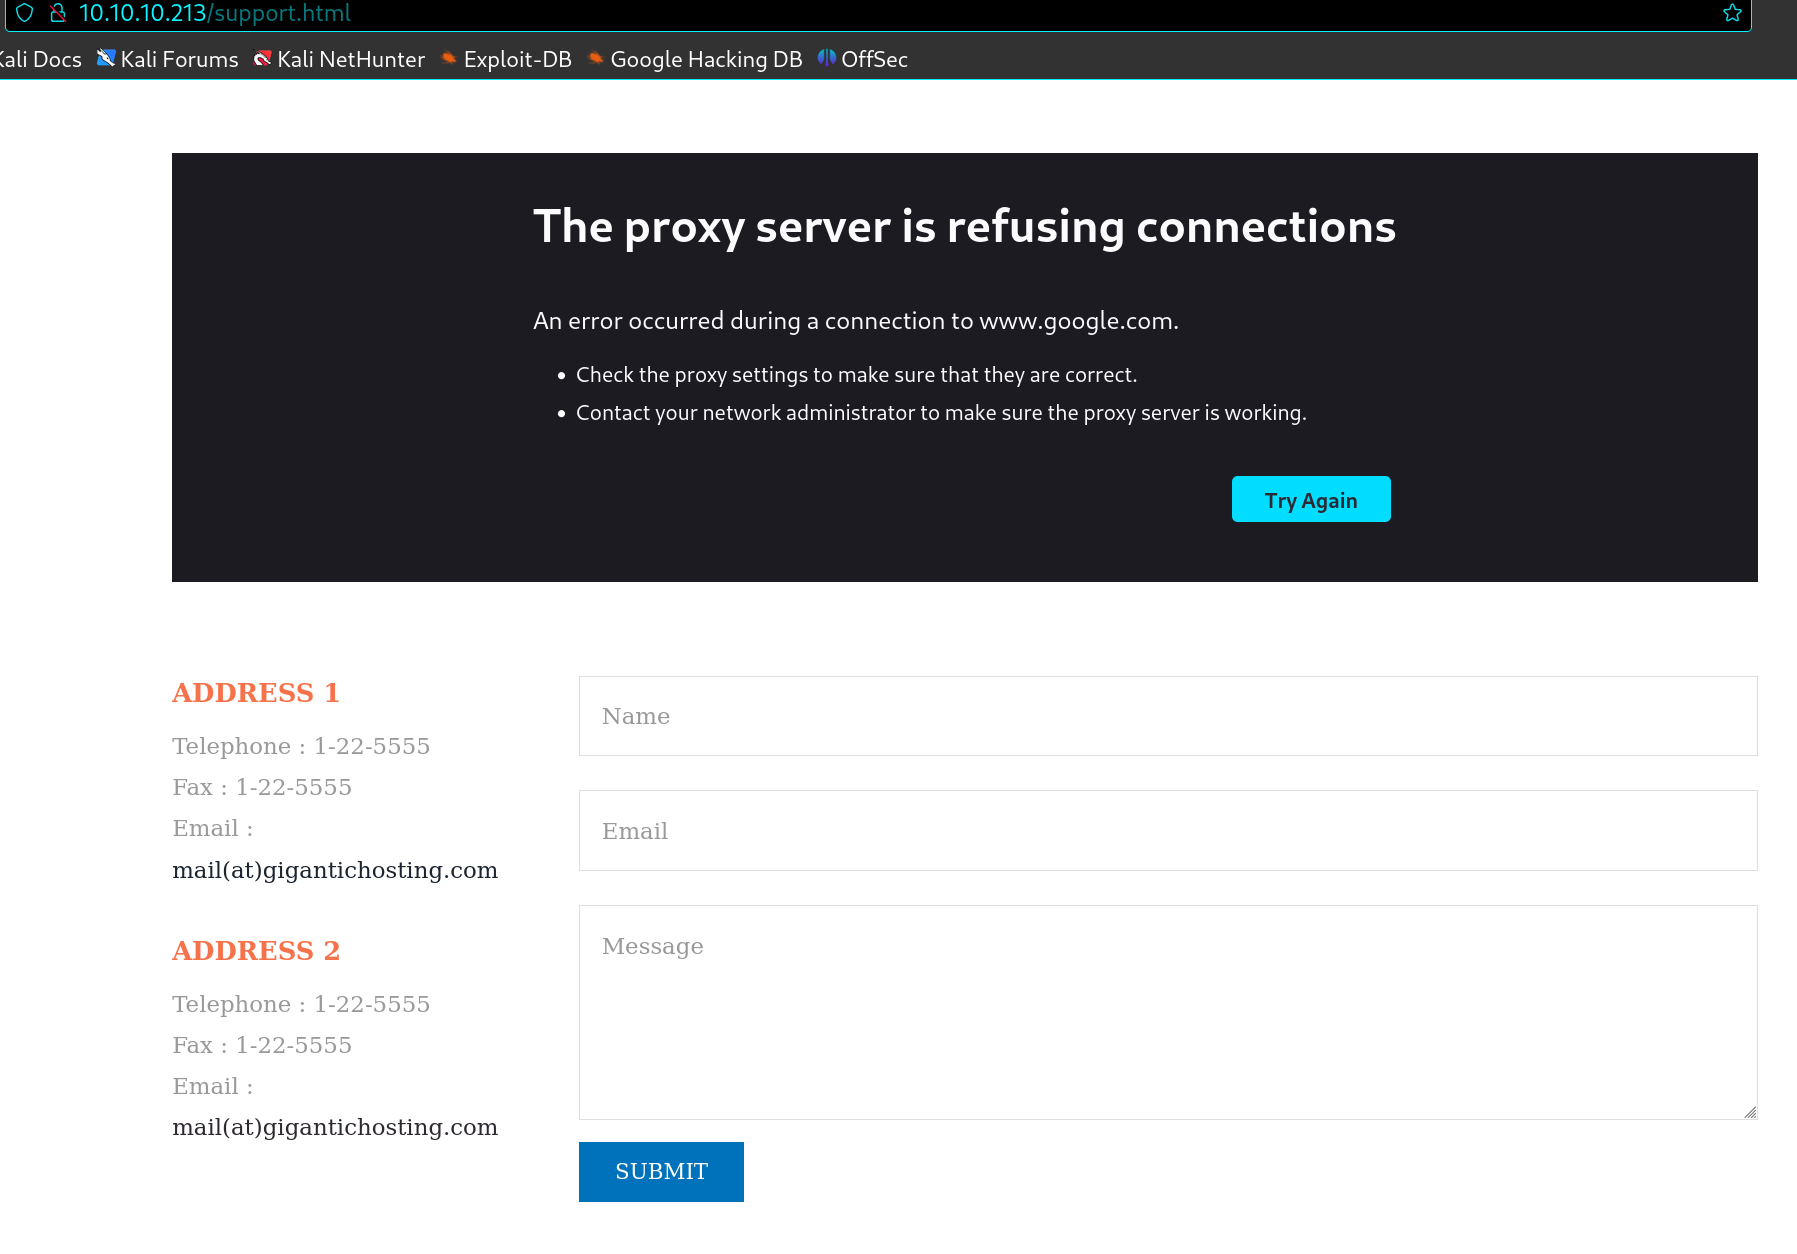 10.10.10.213/support.html
Kali Docs Kali Forums Kali NetHunter Exploit-DB Google Hacking DB OffSec
The proxy server is refusing connections
An error occurred during a connection to www.google.com.
• Check the proxy settings to make sure that they are correct.
• Contact your network administrator to make sure the proxy server is working.
Try Again
ADDRESS 1
Telephone : 1-22-5555
Fax : 1-22-5555
Email :
mail(at)gigantichosting.com
ADDRESS 2
Telephone : 1-22-5555
Fax : 1-22-5555
Email :
mail(at)gigantichosting.com
Name
Email
Message
SUBMIT